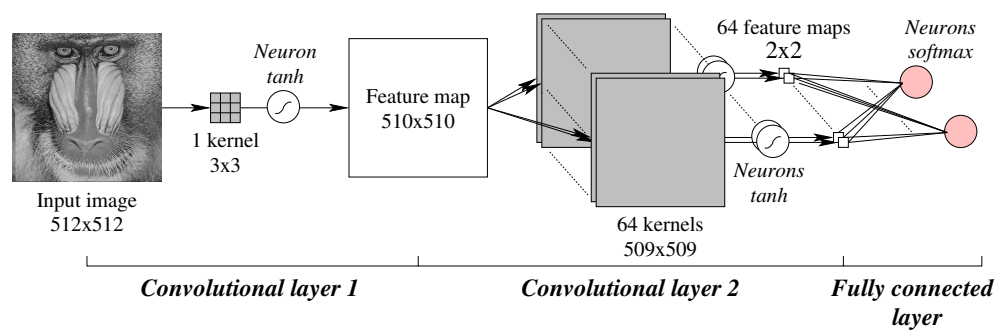 Input image
512x512
1 kernel
3x3
Neuron
tanh
Feature map
510x510
64 kernels
509x509
Neurons
tanh
64 feature maps
2x2
Neurons
softmax
Convolutional layer 1
Convolutional layer 2
Fully connected
layer